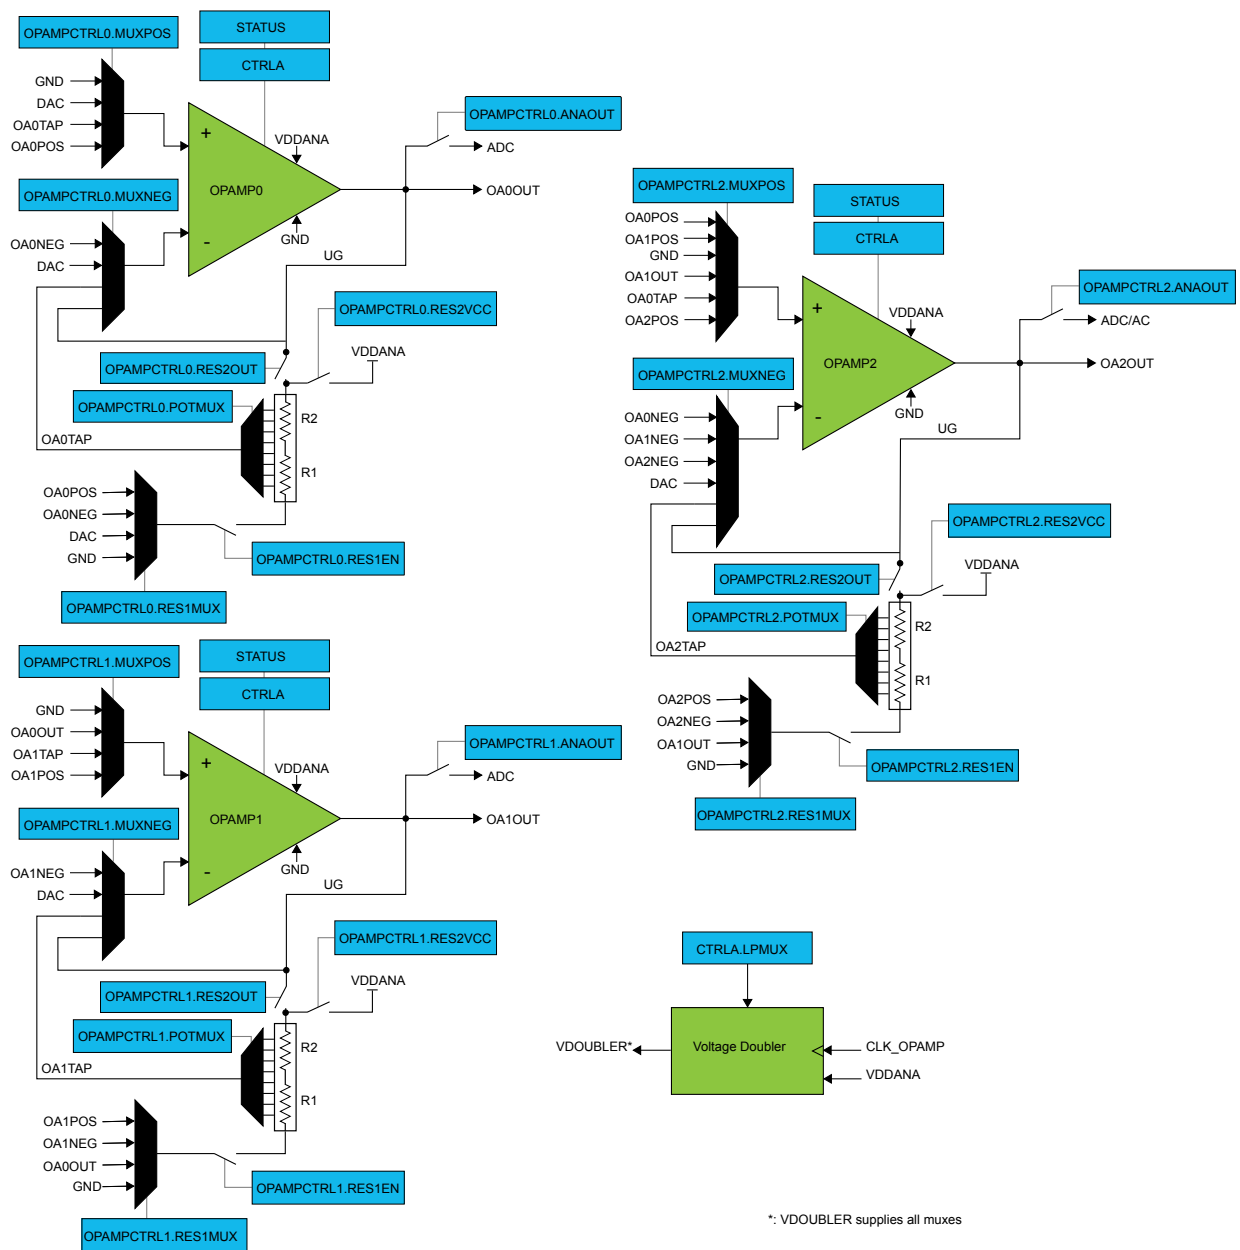 OPAMPCTRL0.MUXPOS
STATUS
CTRLA
GND
DAC
OA0TAP
OA0POS
OPAMPCTRL0.ANAOUT
+
VDDANA
ADC
OPAMP0
OA0OUT
OPAMPCTRL0.MUXNEG
-
GND
OA0NEG
DAC
UG
OPAMPCTRL0.RES2VCC
OPAMPCTRL0.RES2OUT
VDDANA
OPAMPCTRL0.POTMUX
R2
OA0TAP
R1
OA0POS
OA0NEG
DAC
GND
OPAMPCTRL0.RES1EN
OPAMPCTRL0.RES1MUX
OPAMPCTRL1.MUXPOS
STATUS
CTRLA
GND
OA0OUT
OA1TAP
OA1POS
OPAMPCTRL1.ANAOUT
+
VDDANA
ADC
OPAMP1
OA1OUT
OPAMPCTRL1.MUXNEG
-
GND
OA1NEG
DAC
UG
OPAMPCTRL1.RES2VCC
OPAMPCTRL1.RES2OUT
VDDANA
OPAMPCTRL1.POTMUX
R2
OA1TAP
R1
OA1POS
OA1NEG
OA0OUT
GND
OPAMPCTRL1.RES1EN
OPAMPCTRL1.RES1MUX
OPAMPCTRL2.MUXPOS
STATUS
CTRLA
OA0POS
OA1POS
GND
OA1OUT
OA0TAP
OA2POS
OPAMPCTRL2.ANAOUT
+
VDDANA
ADC/AC
OPAMP2
OA2OUT
OPAMPCTRL2.MUXNEG
-
GND
OA0NEG
OA1NEG
OA2NEG
DAC
UG
OPAMPCTRL2.RES2VCC
OPAMPCTRL2.RES2OUT
VDDANA
OPAMPCTRL2.POTMUX
R2
OA2TAP
R1
OA2POS
OA2NEG
OA1OUT
GND
OPAMPCTRL2.RES1EN
OPAMPCTRL2.RES1MUX
CTRLA.LPMUX
VDOUBLER*
Voltage Doubler
CLK_OPAMP
VDDANA
*: VDOUBLER supplies all muxes